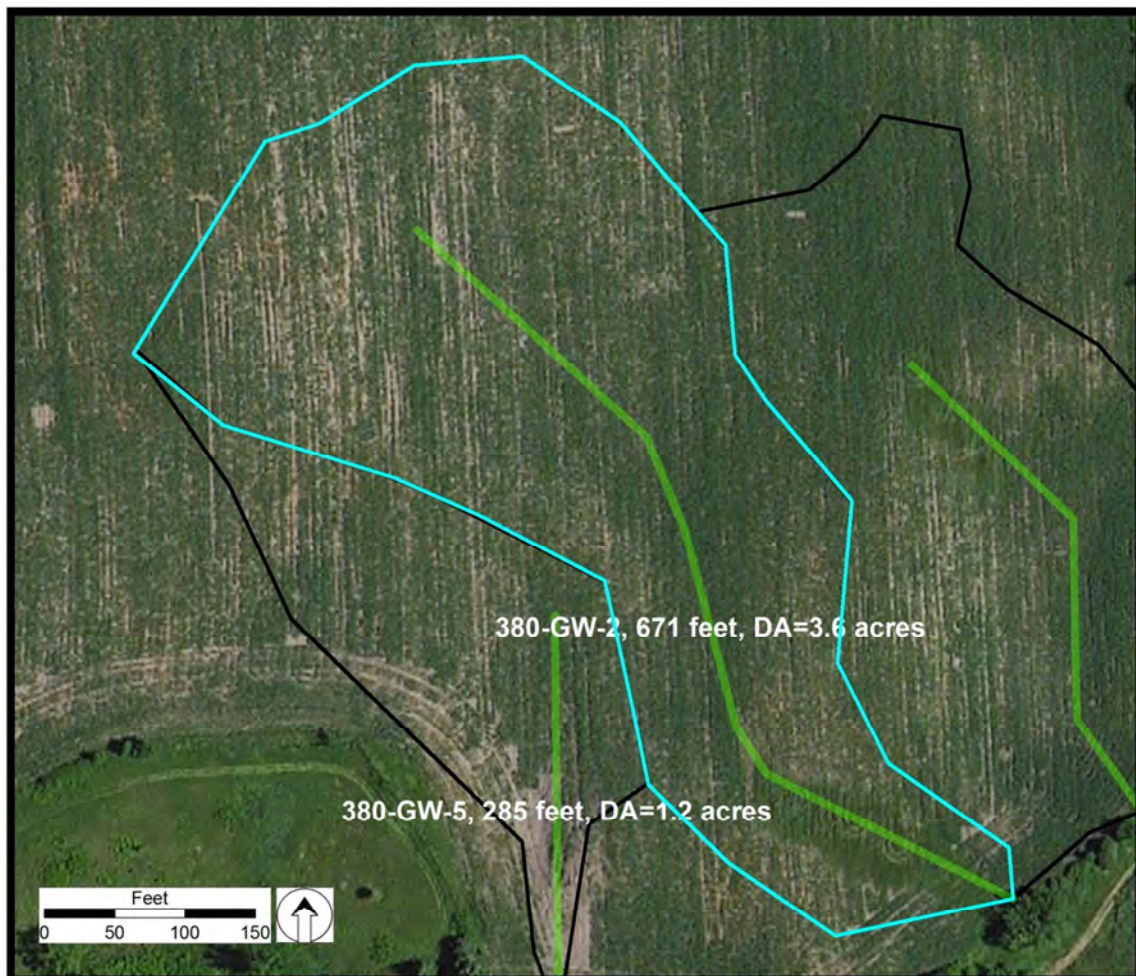 380-GW-2, 671 feet, DA=3.6 acres
380-GW-5, 285 feet, DA=1.2 acres
Feet
0 50 100 150